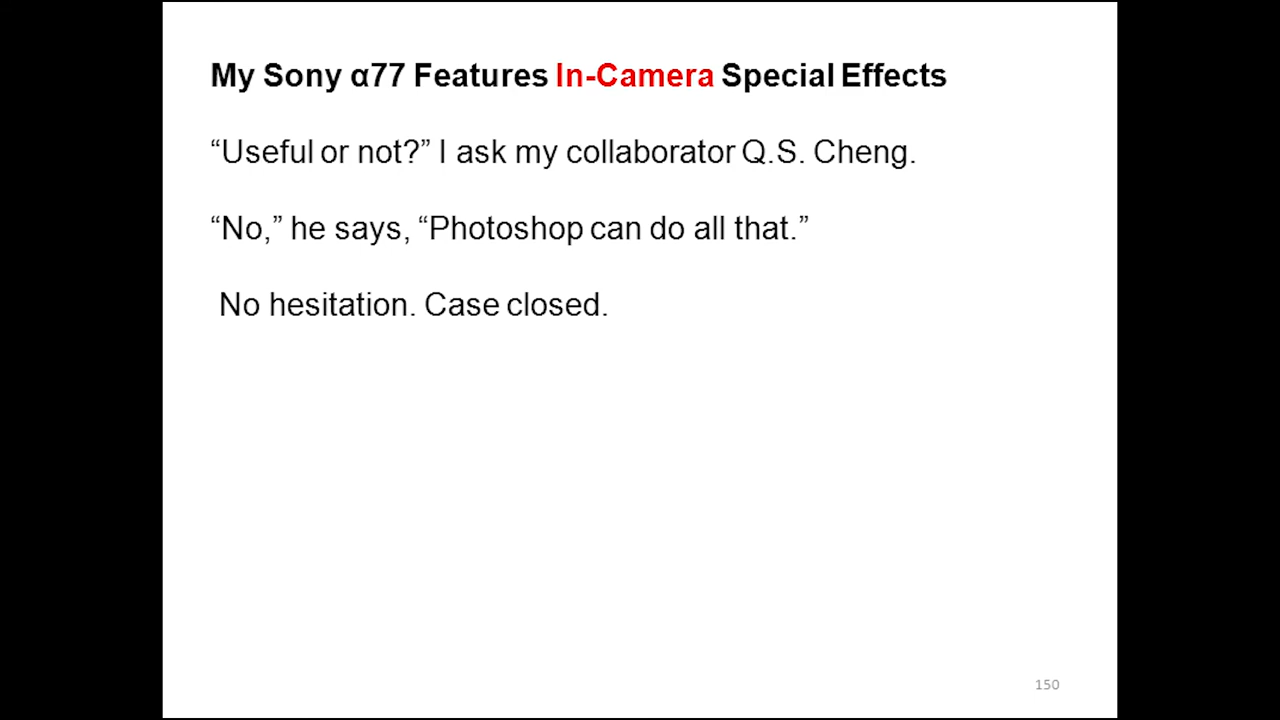 My Sony α77 Features In-Camera Special Effects
“Useful or not?” I ask my collaborator Q.S. Cheng.
“No,” he says, “Photoshop can do all that.”
No hesitation. Case closed.
150